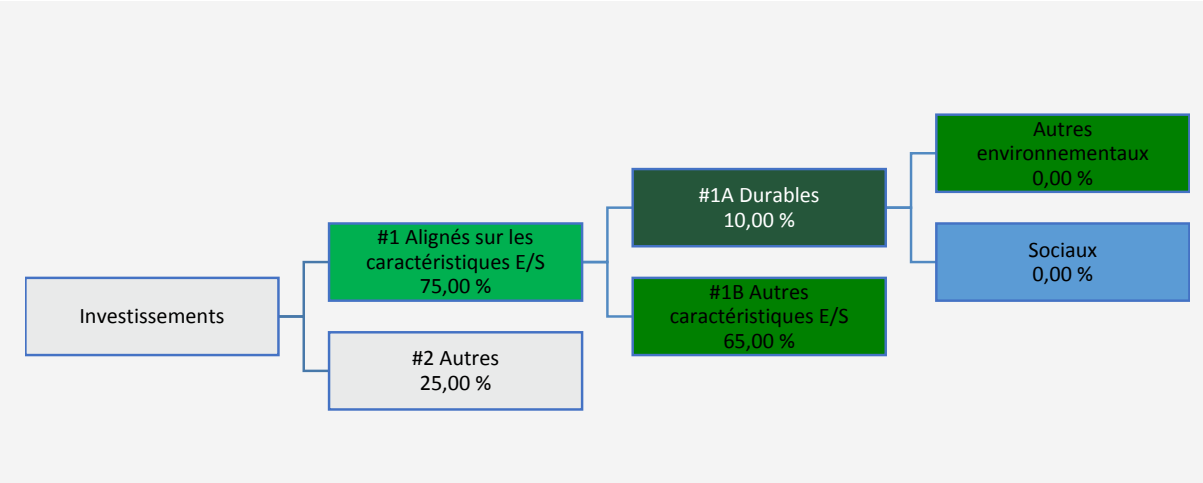 Investissements
#1 Alignés sur les
caractéristiques E/S
75,00 %
#2 Autres
25,00 %
#1A Durables
10,00 %
#1B Autres
caractéristiques E/S
65,00 %
Autres
environnementaux
0,00 %
Sociaux
0,00 %